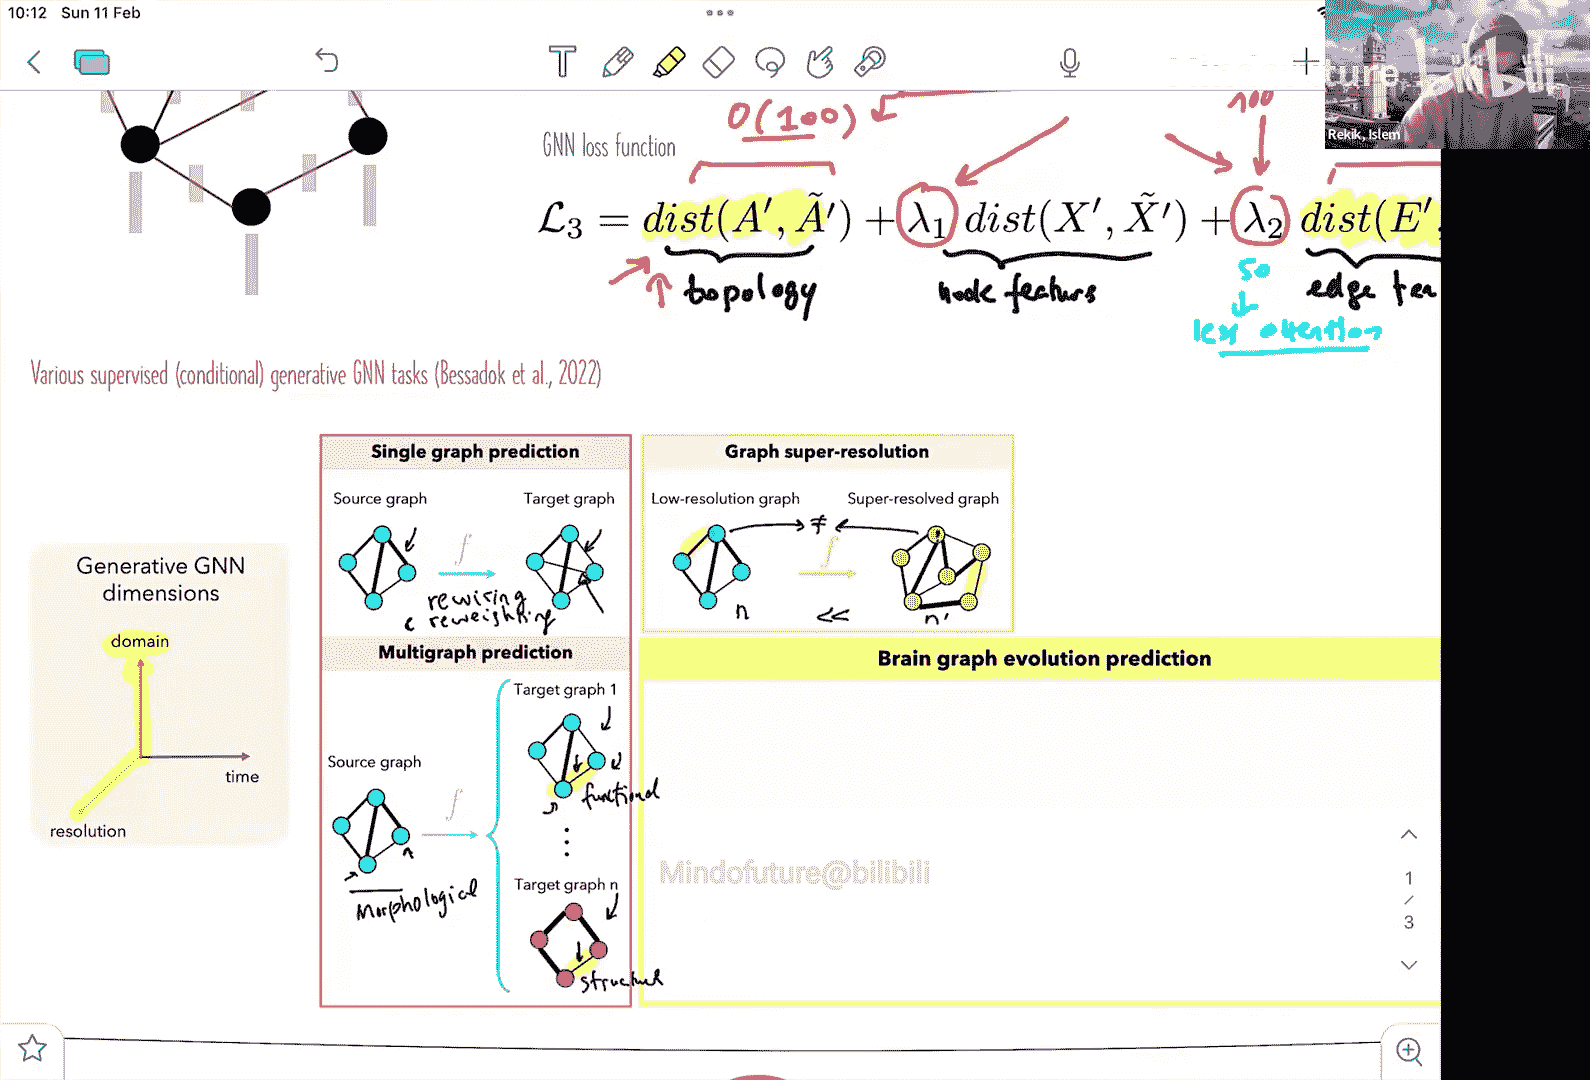 10:12 Sun 11 Feb
Rekik, Islem
O(100)
100
GNN loss function
L₃ = dist(A′, Ã′) + λ₁ dist(X′, X̃′) + λ₂ dist(E′
topology
node features
50
edge fea
less attention
Various supervised (conditional) generative GNN tasks (Bessadok et al., 2022)
Single graph prediction
Source graph
Target graph
f
rewiring
reweighting
Graph super-resolution
Low-resolution graph
Super-resolved graph
≠
f
n
<<
n'
Generative GNN
dimensions
domain
time
resolution
Multigraph prediction
Target graph 1
Source graph
f
functional
Morphological
Target graph n
structural
Brain graph evolution prediction
Mindofuture@bilibili
1
/
3